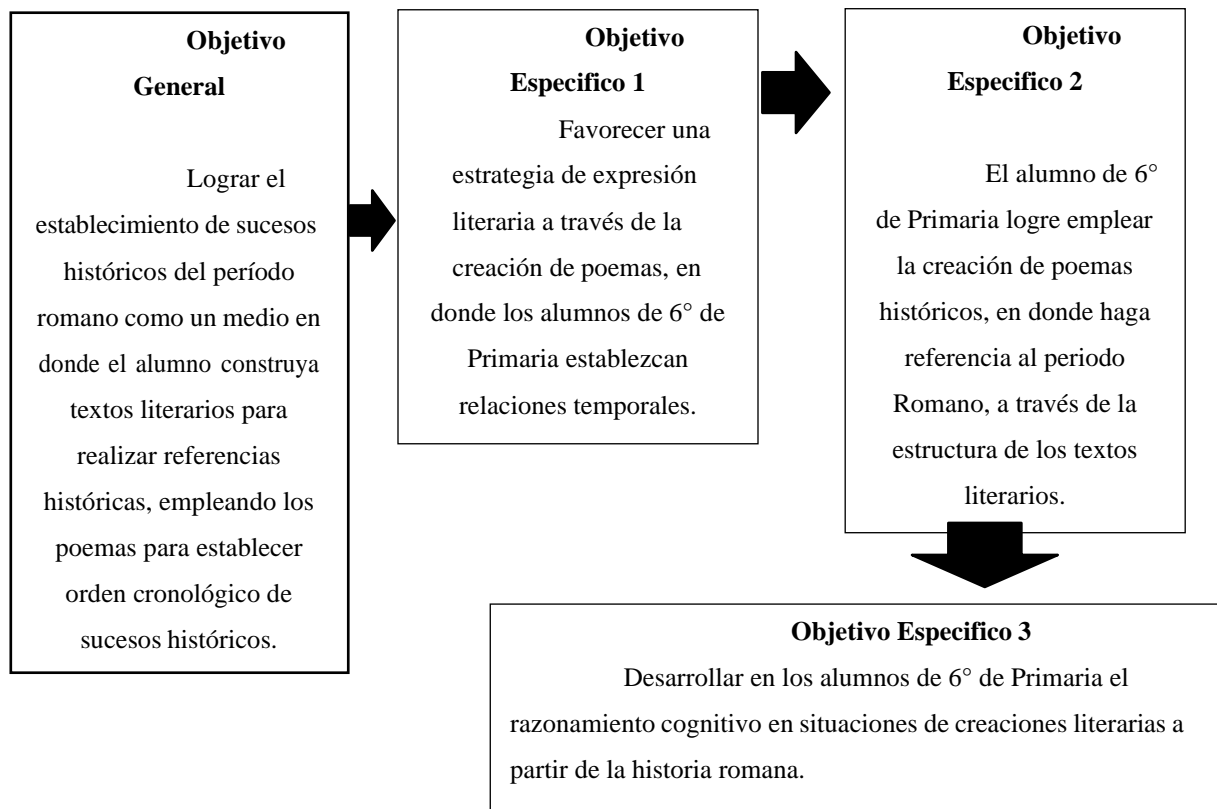 Objetivo
General
Lograr el
establecimiento de sucesos
históricos del período
romano como un medio en
donde el alumno construya
textos literarios para
realizar referencias
históricas, empleando los
poemas para establecer
orden cronológico de
sucesos históricos.
Objetivo
Especifico 1
Favorecer una
estrategia de expresión
literaria a través de la
creación de poemas, en
donde los alumnos de 6° de
Primaria establezcan
relaciones temporales.
Objetivo
Especifico 2
El alumno de 6°
de Primaria logre emplear
la creación de poemas
históricos, en donde haga
referencia al periodo
Romano, a través de la
estructura de los textos
literarios.
Objetivo Especifico 3
Desarrollar en los alumnos de 6° de Primaria el
razonamiento cognitivo en situaciones de creaciones literarias a
partir de la historia romana.